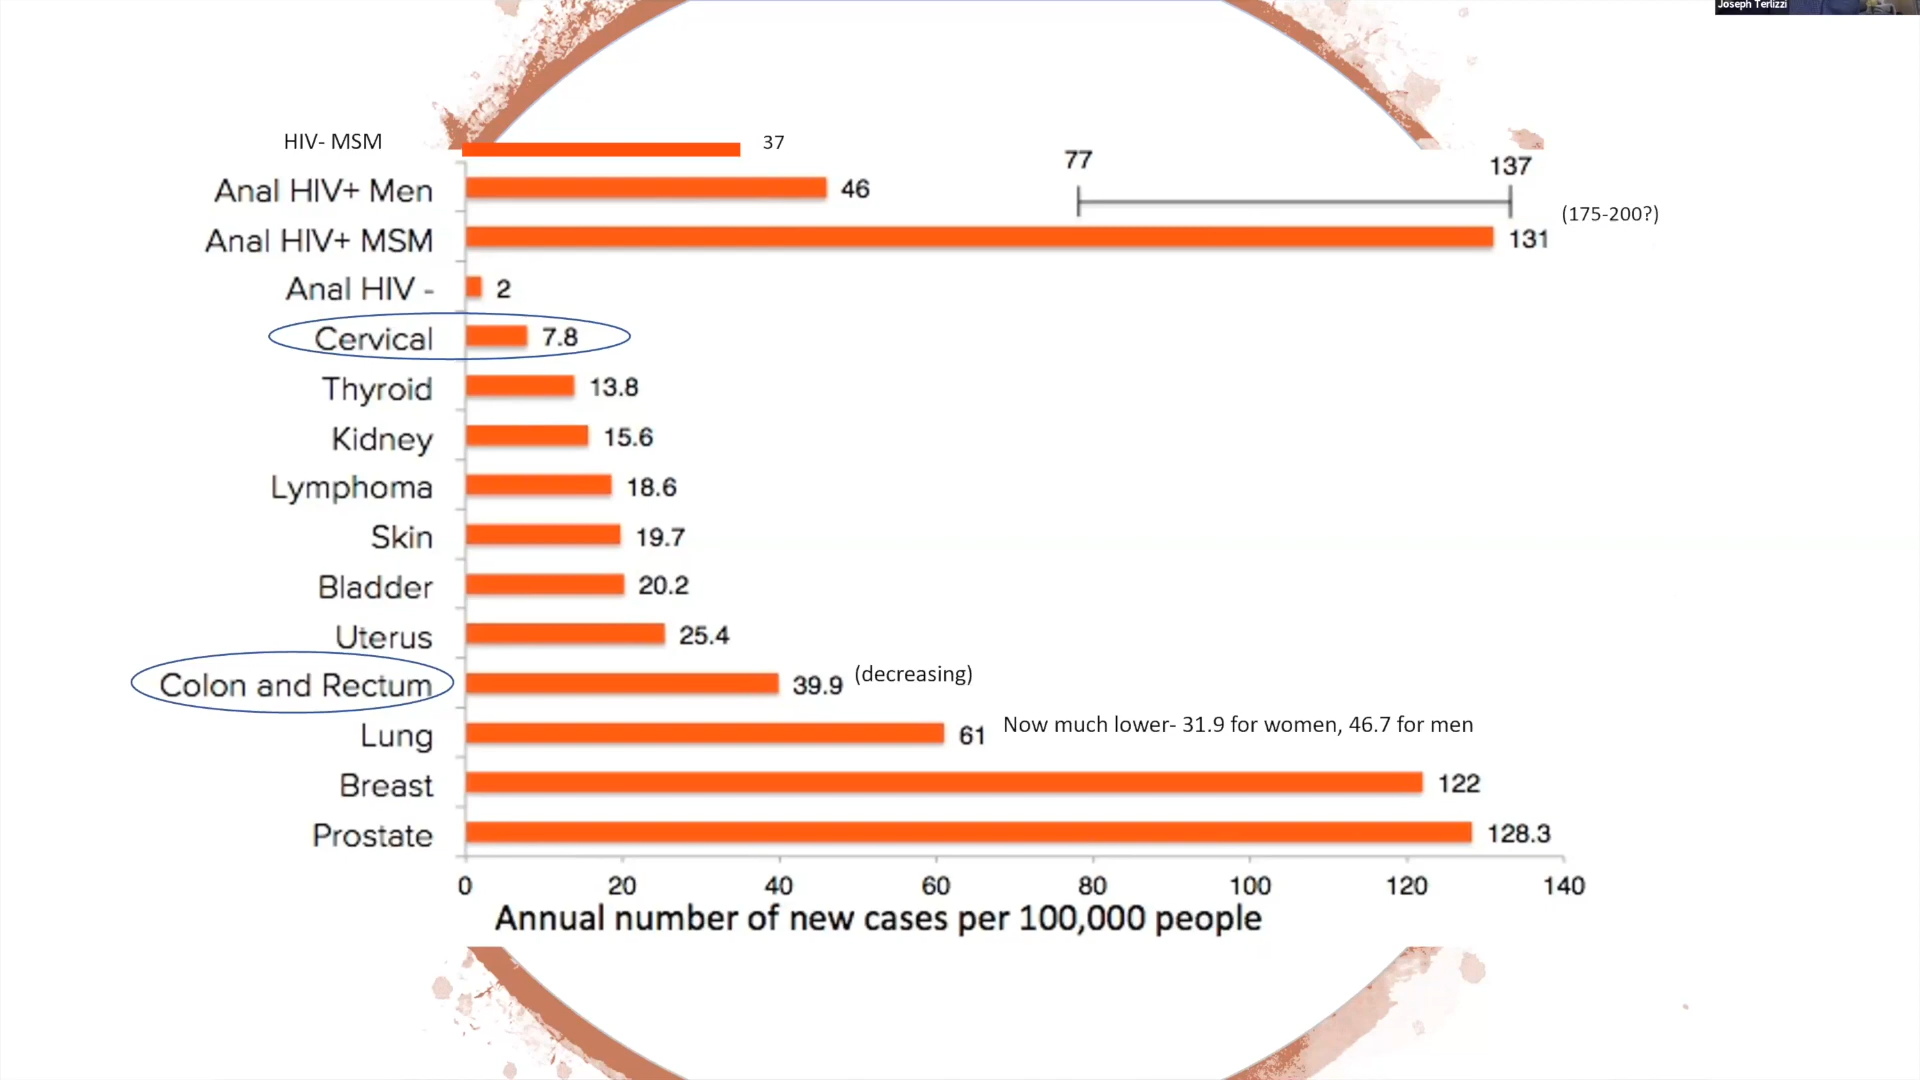 Joseph Terlizzi
HIV- MSM 37
77 137
Anal HIV+ Men 46
(175-200?)
Anal HIV+ MSM 131
Anal HIV - 2
Cervical 7.8
Thyroid 13.8
Kidney 15.6
Lymphoma 18.6
Skin 19.7
Bladder 20.2
Uterus 25.4
Colon and Rectum 39.9 (decreasing)
Lung 61 Now much lower- 31.9 for women, 46.7 for men
Breast 122
Prostate 128.3
0 20 40 60 80 100 120 140
Annual number of new cases per 100,000 people